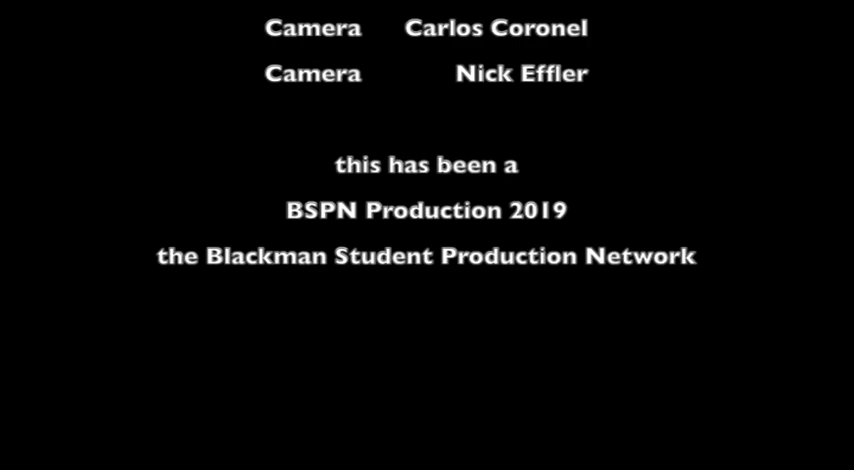 Camera Carlos Coronel
Camera Nick Effler
this has been a
BSPN Production 2019
the Blackman Student Production Network